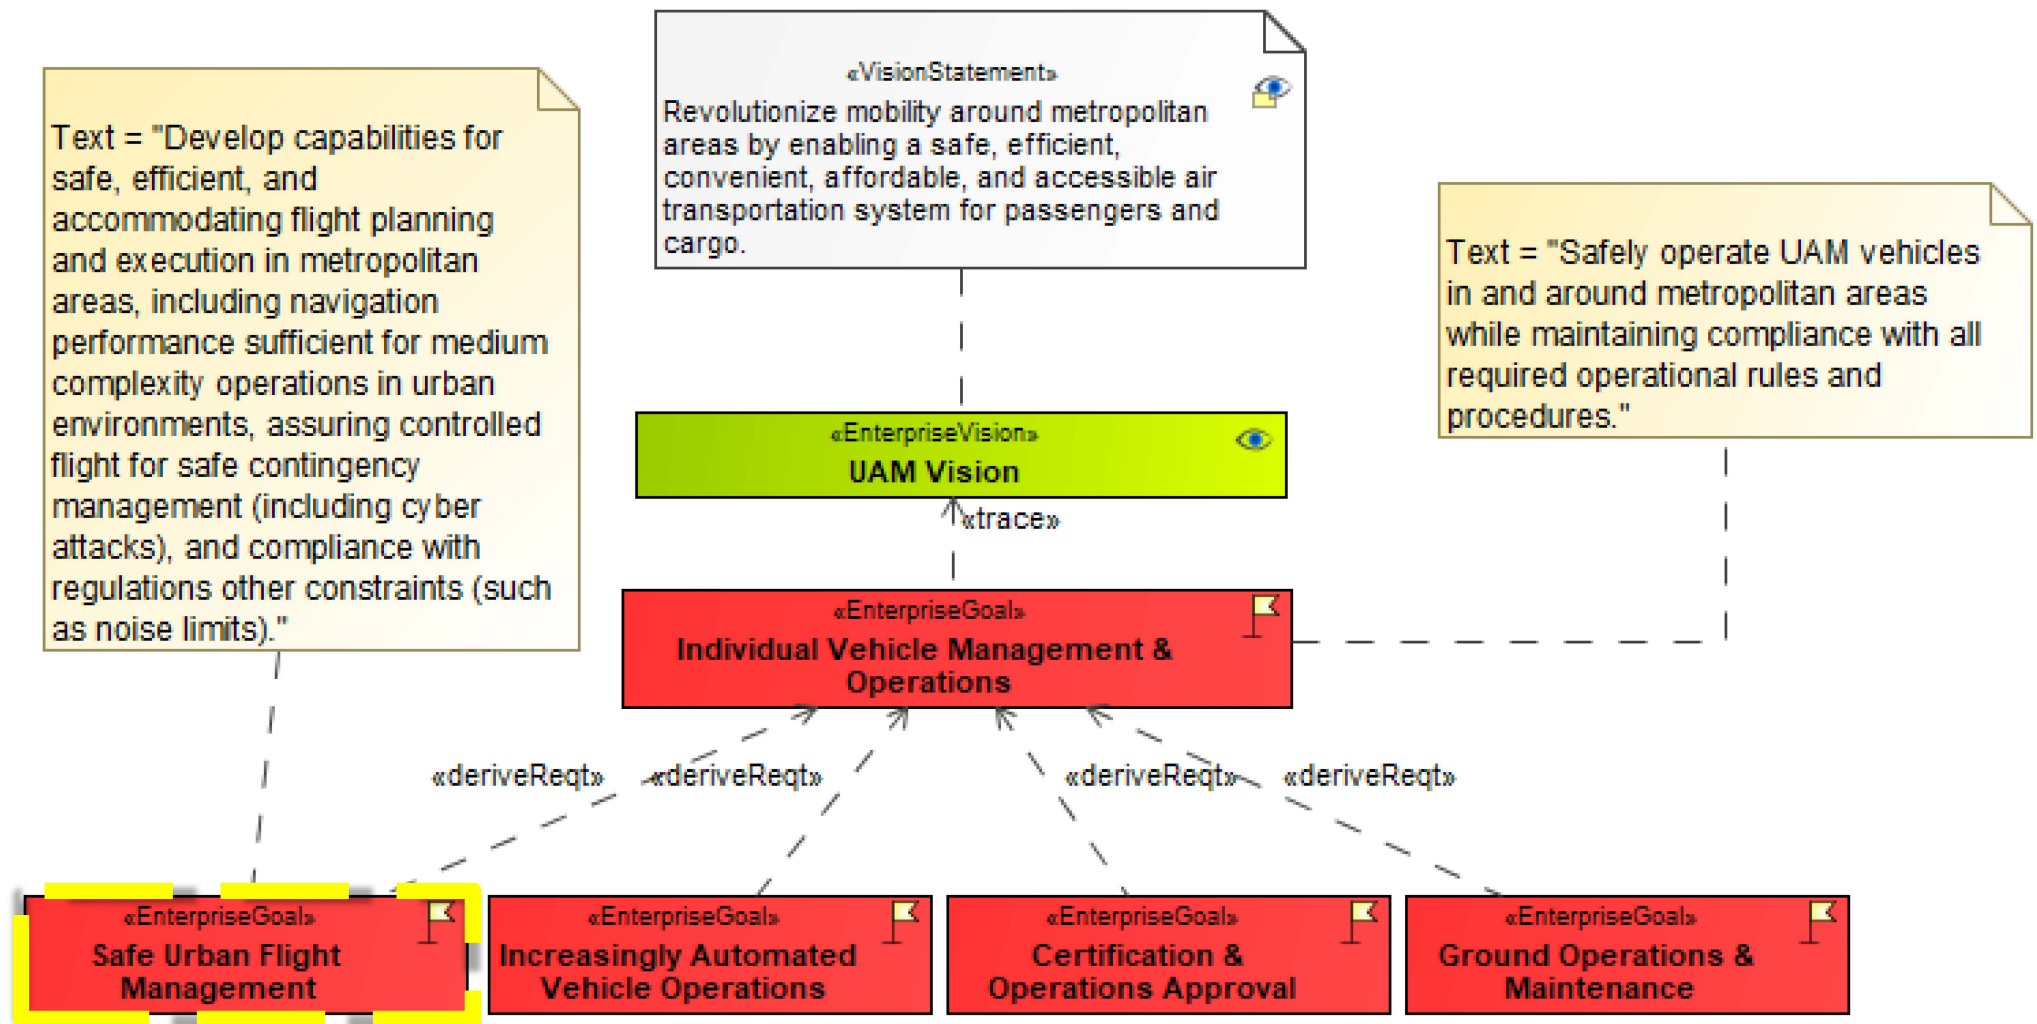 «VisionStatement»
Revolutionize mobility around metropolitan
areas by enabling a safe, efficient,
convenient, affordable, and accessible air
transportation system for passengers and
cargo.
Text = "Develop capabilities for
safe, efficient, and
accommodating flight planning
and execution in metropolitan
areas, including navigation
performance sufficient for medium
complexity operations in urban
environments, assuring controlled
flight for safe contingency
management (including cyber
attacks), and compliance with
regulations other constraints (such
as noise limits)."
Text = "Safely operate UAM vehicles
in and around metropolitan areas
while maintaining compliance with all
required operational rules and
procedures."
«EnterpriseVision»
UAM Vision
«trace»
«EnterpriseGoal»
Individual Vehicle Management &
Operations
«deriveReqt»
«deriveReqt»
«deriveReqt»
«deriveReqt»
«EnterpriseGoal»
Safe Urban Flight
Management
«EnterpriseGoal»
Increasingly Automated
Vehicle Operations
«EnterpriseGoal»
Certification &
Operations Approval
«EnterpriseGoal»
Ground Operations &
Maintenance